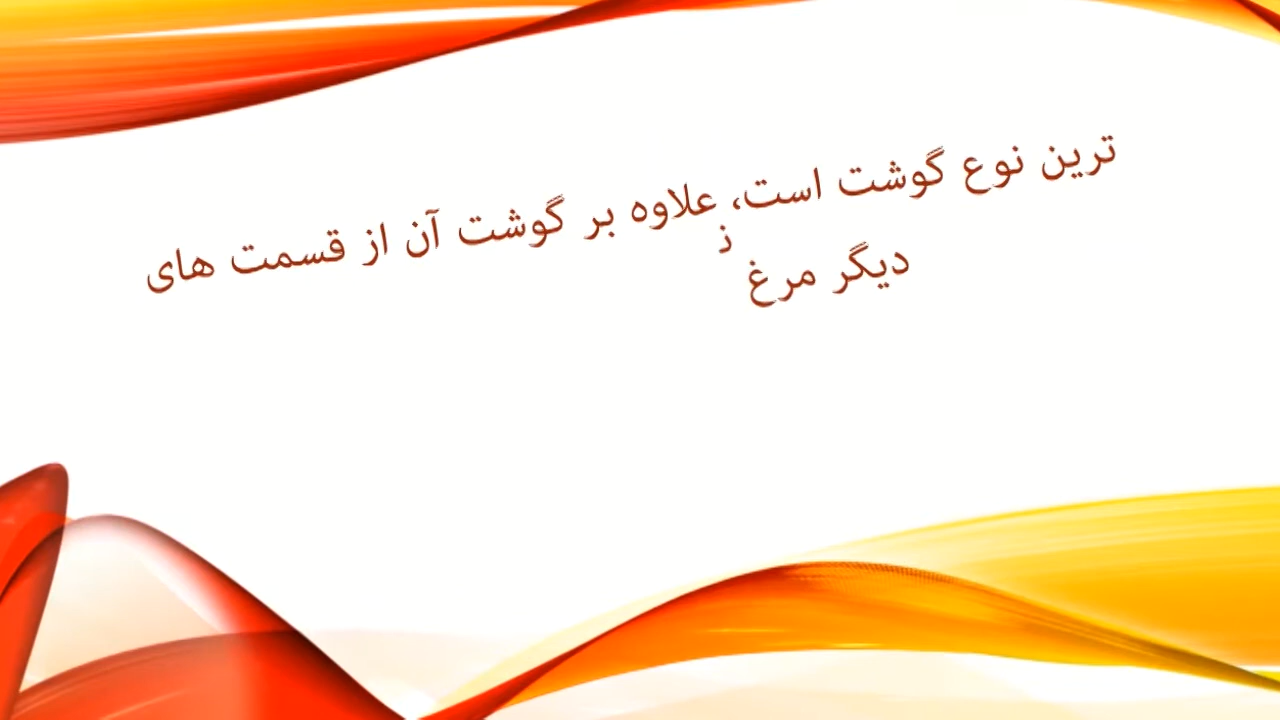 ترین نوع گوشت است، علاوه بر گوشت آن از قسمت های
دیگر مرغ ز